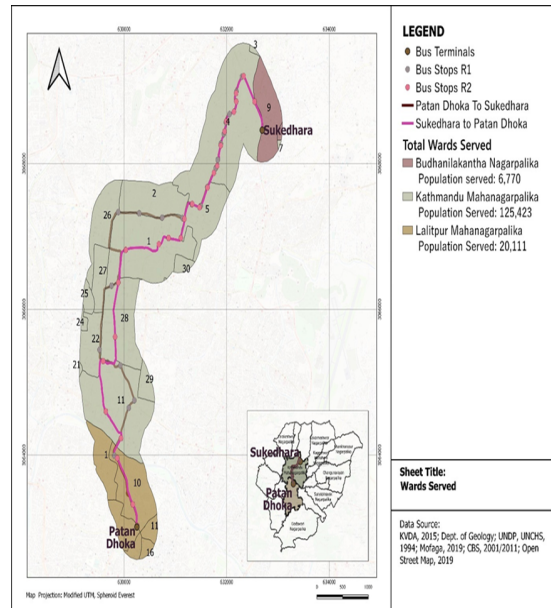 630000
632000
634000
3
9
Sukedhara
7
4
2
5
26
1
30
27
25
28
24
22
21
29
11
1
10
Patan
Dhoka
11
16
630000
632000
634000
Sukedhara
Patan
Dhoka
Map Projection: Modified UTM, Spheroid Everest
0
500
1000
LEGEND
Bus Terminals
Bus Stops R1
Bus Stops R2
Patan Dhoka To Sukedhara
Sukedhara to Patan Dhoka
Total Wards Served
Budhanilakantha Nagarpalika
Population served: 6,770
Kathmandu Mahanagarpalika
Population Served: 125,423
Lalitpur Mahanagarpalika
Population Served: 20,111
Sheet Title:
Wards Served
Data Source:
KVDA, 2015; Dept. of Geology; UNDP, UNCHS,
1994; Mofaga, 2019; CBS, 2001/2011; Open
Street Map, 2019